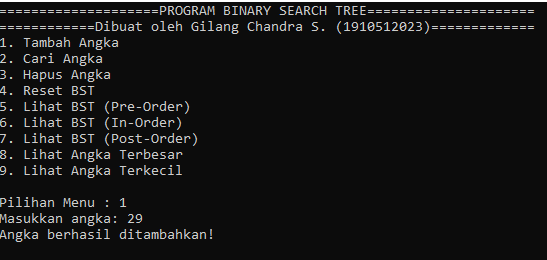 ====================PROGRAM BINARY SEARCH TREE=====================
============Dibuat oleh Gilang Chandra S. (1910512023)=============
1. Tambah Angka
2. Cari Angka
3. Hapus Angka
4. Reset BST
5. Lihat BST (Pre-Order)
6. Lihat BST (In-Order)
7. Lihat BST (Post-Order)
8. Lihat Angka Terbesar
9. Lihat Angka Terkecil
Pilihan Menu : 1
Masukkan angka: 29
Angka berhasil ditambahkan!